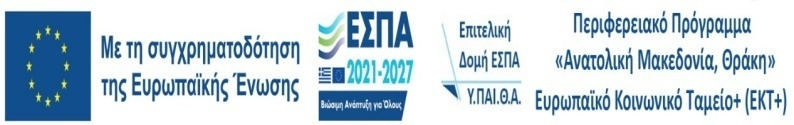 Με τη συγχρηματοδότηση
της Ευρωπαϊκής Ένωσης
ΕΣΠΑ
2021-2027
Βιώσιμη Ανάπτυξη για Όλους
Επιτελική
Δομή ΕΣΠΑ
Υ.ΠΑΙ.Θ.Α.
Περιφερειακό Πρόγραμμα
«Ανατολική Μακεδονία, Θράκη»
Ευρωπαϊκό Κοινωνικό Ταμείο+ (ΕΚΤ+)